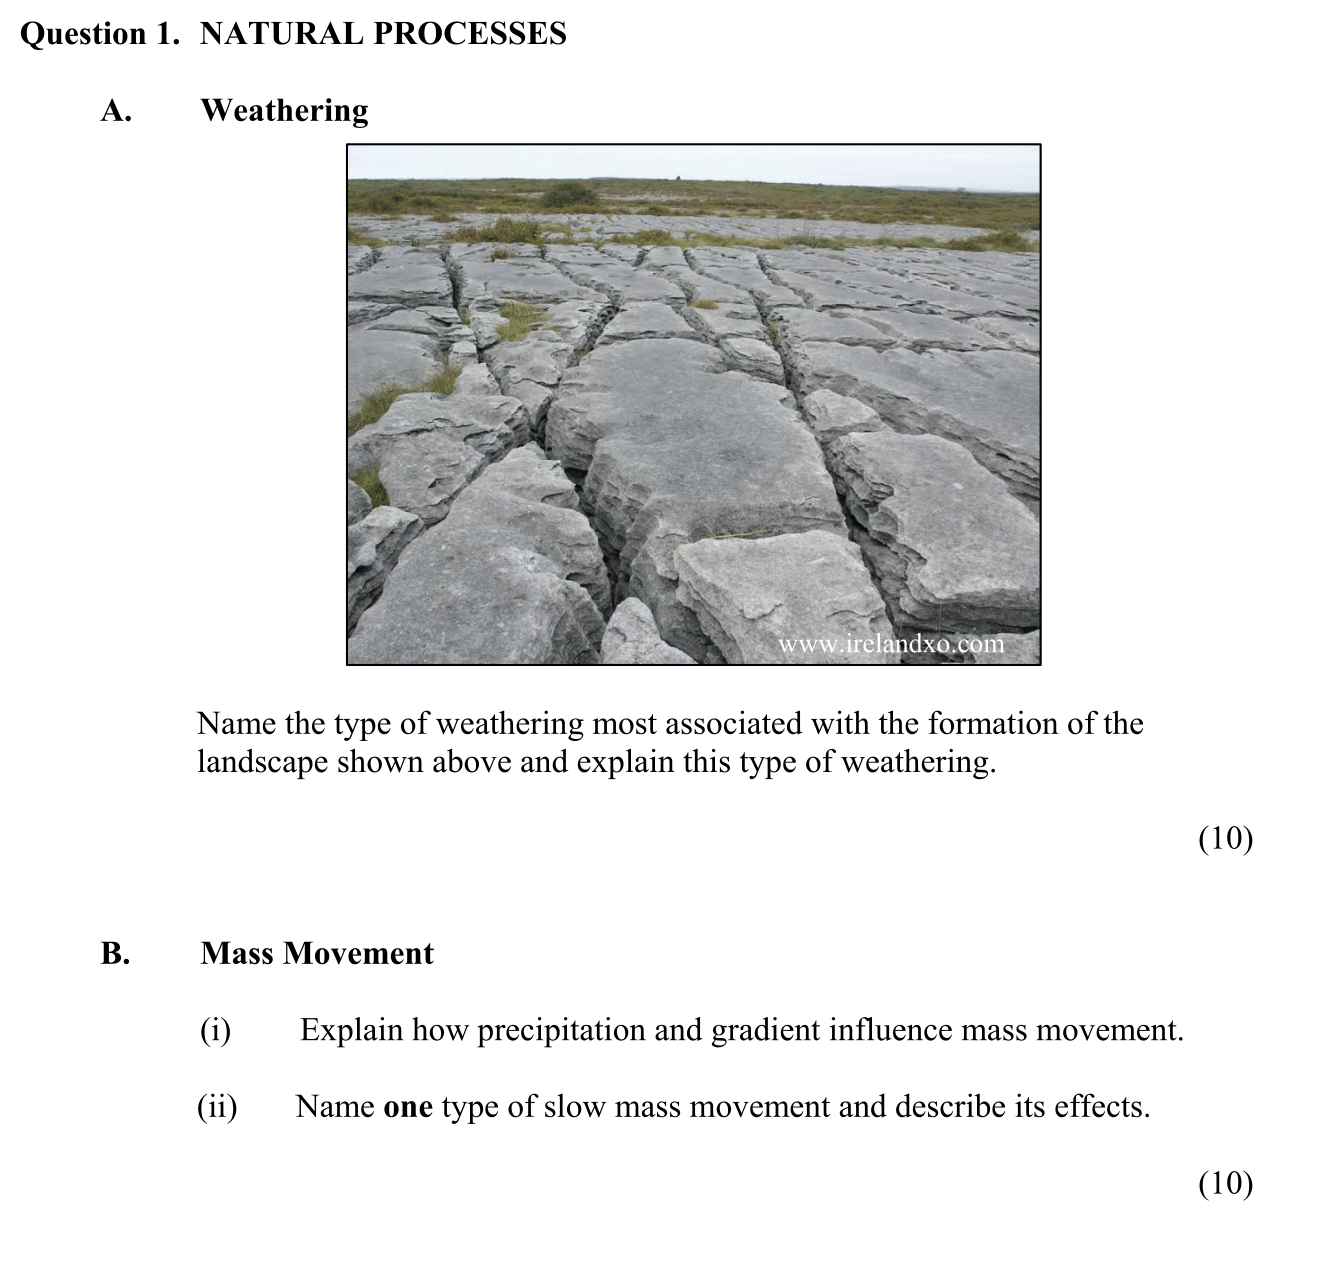 Question 1. NATURAL PROCESSES
A. Weathering
www.irelandxo.com
Name the type of weathering most associated with the formation of the
landscape shown above and explain this type of weathering.
(10)
B. Mass Movement
(i) Explain how precipitation and gradient influence mass movement.
(ii) Name one type of slow mass movement and describe its effects.
(10)